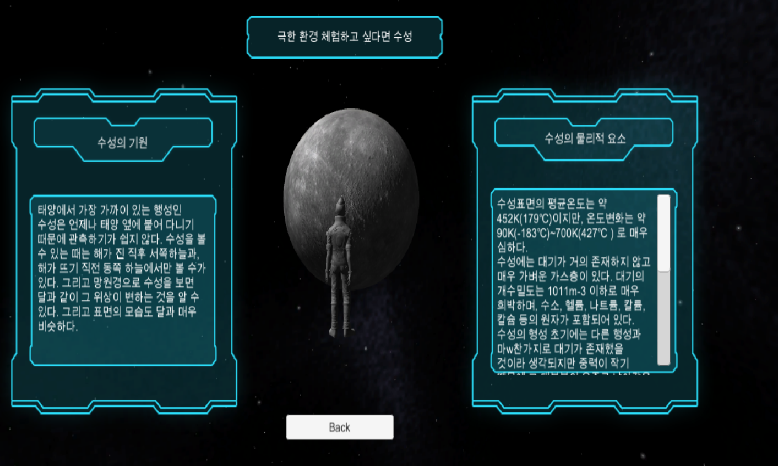 극한 환경 체험하고 싶다면 수성
수성의 기원
태양에서 가장 가까이 있는 행성인
수성은 언제나 태양 옆에 붙어 다니기
때문에 관측하기가 쉽지 않다. 수성을 볼
수 있는 때는 해가 진 직후 서쪽하늘과,
해가 뜨기 직전 동쪽 하늘에서만 볼 수가
있다. 그리고 망원경으로 수성을 보면
달과 같이 그 위상이 변하는 것을 알 수
있다. 그리고 표면의 모습도 달과 매우
비슷하다.
수성의 물리적 요소
수성표면의 평균온도는 약
452K(179℃)이지만, 온도변화는 약
90K(-183℃)~700K(427℃ ) 로 매우
심하다.
수성에는 대기가 거의 존재하지 않고
매우 가벼운 가스층이 있다. 대기의
개수밀도는 1011m-3 이하로 매우
희박하며, 수소, 헬륨, 나트륨, 칼륨,
칼슘 등의 원자가 포함되어 있다.
수성의 형성 초기에는 다른 행성과
마w찬가지로 대기가 존재했을
것이라 생각되지만 중력이 작기
Back